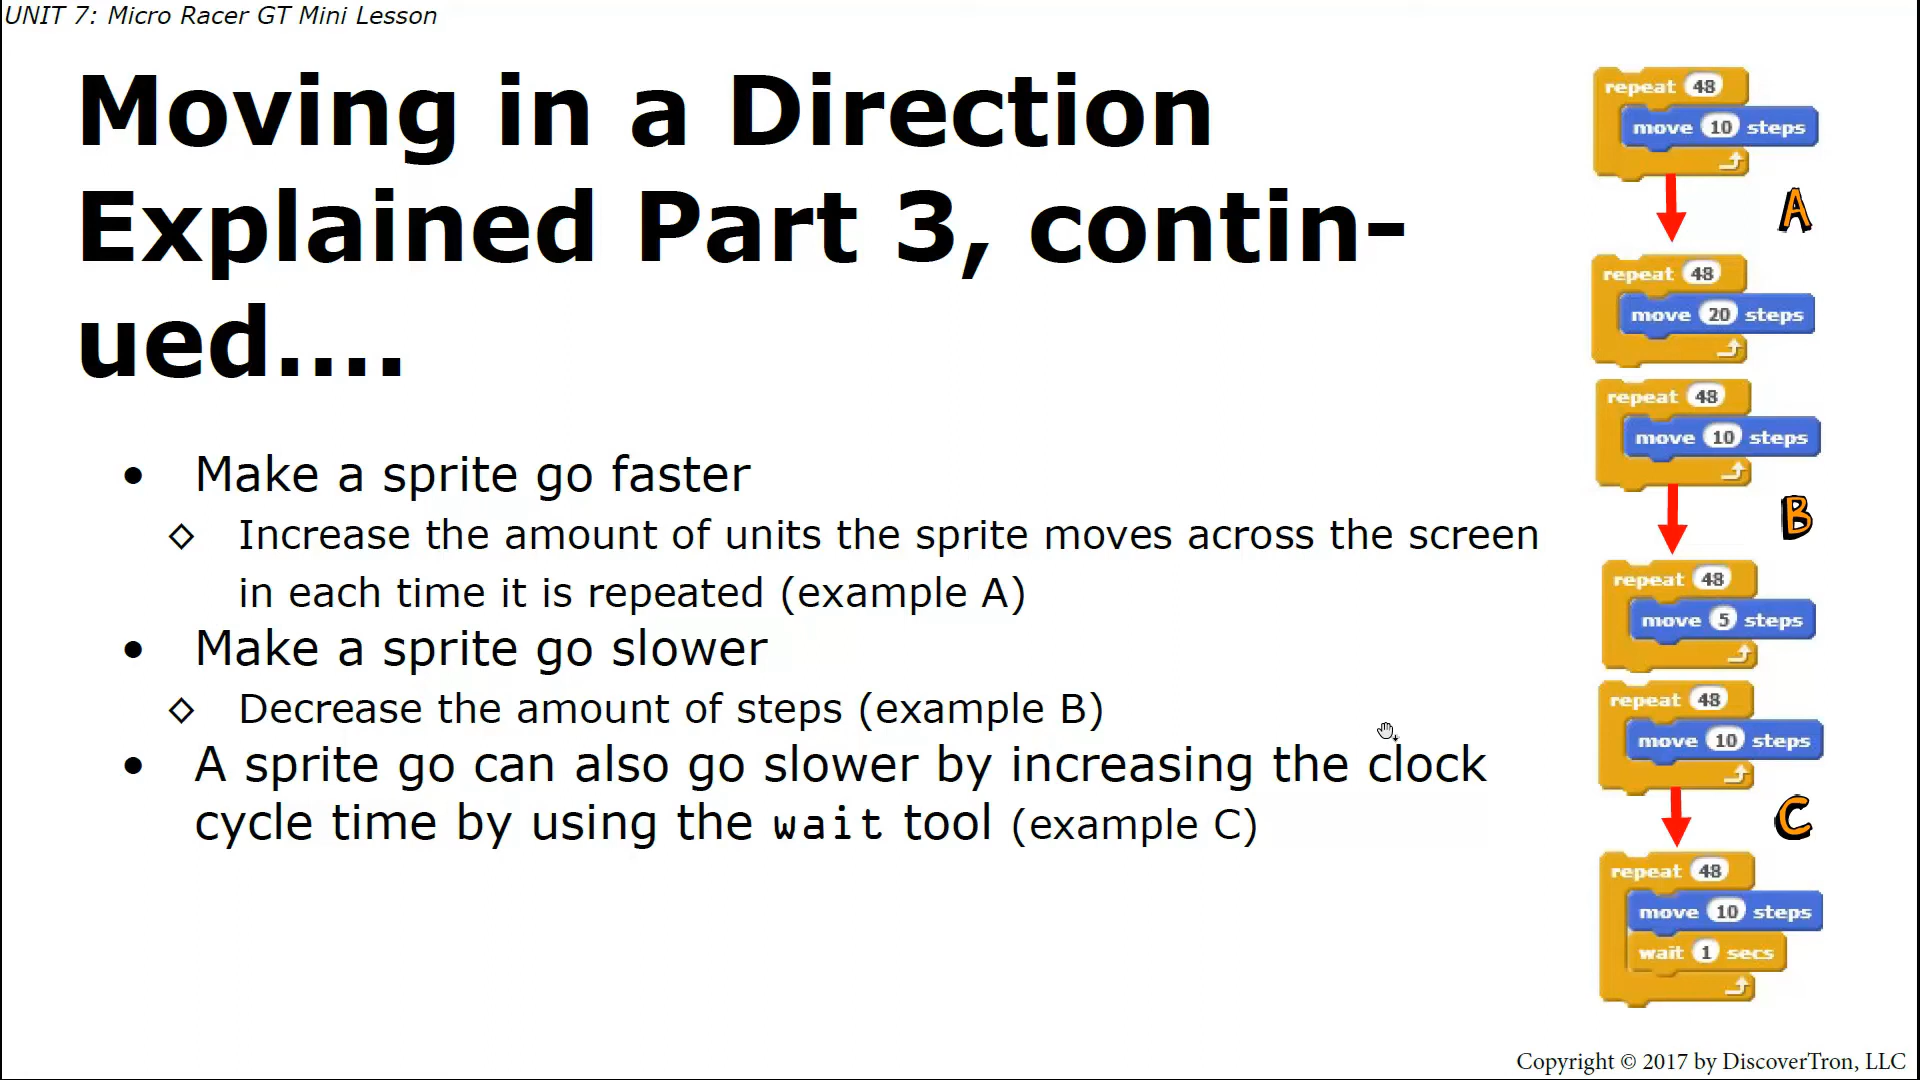 UNIT 7: Micro Racer GT Mini Lesson
Moving in a Direction
Explained Part 3, contin-
ued....
• Make a sprite go faster
◇ Increase the amount of units the sprite moves across the screen
in each time it is repeated (example A)
• Make a sprite go slower
◇ Decrease the amount of steps (example B)
• A sprite go can also go slower by increasing the clock
cycle time by using the wait tool (example C)
repeat 48
move 10 steps
A
repeat 48
move 20 steps
repeat 48
move 10 steps
B
repeat 48
move 5 steps
repeat 48
move 10 steps
C
repeat 48
move 10 steps
wait 1 secs
Copyright © 2017 by DiscoverTron, LLC